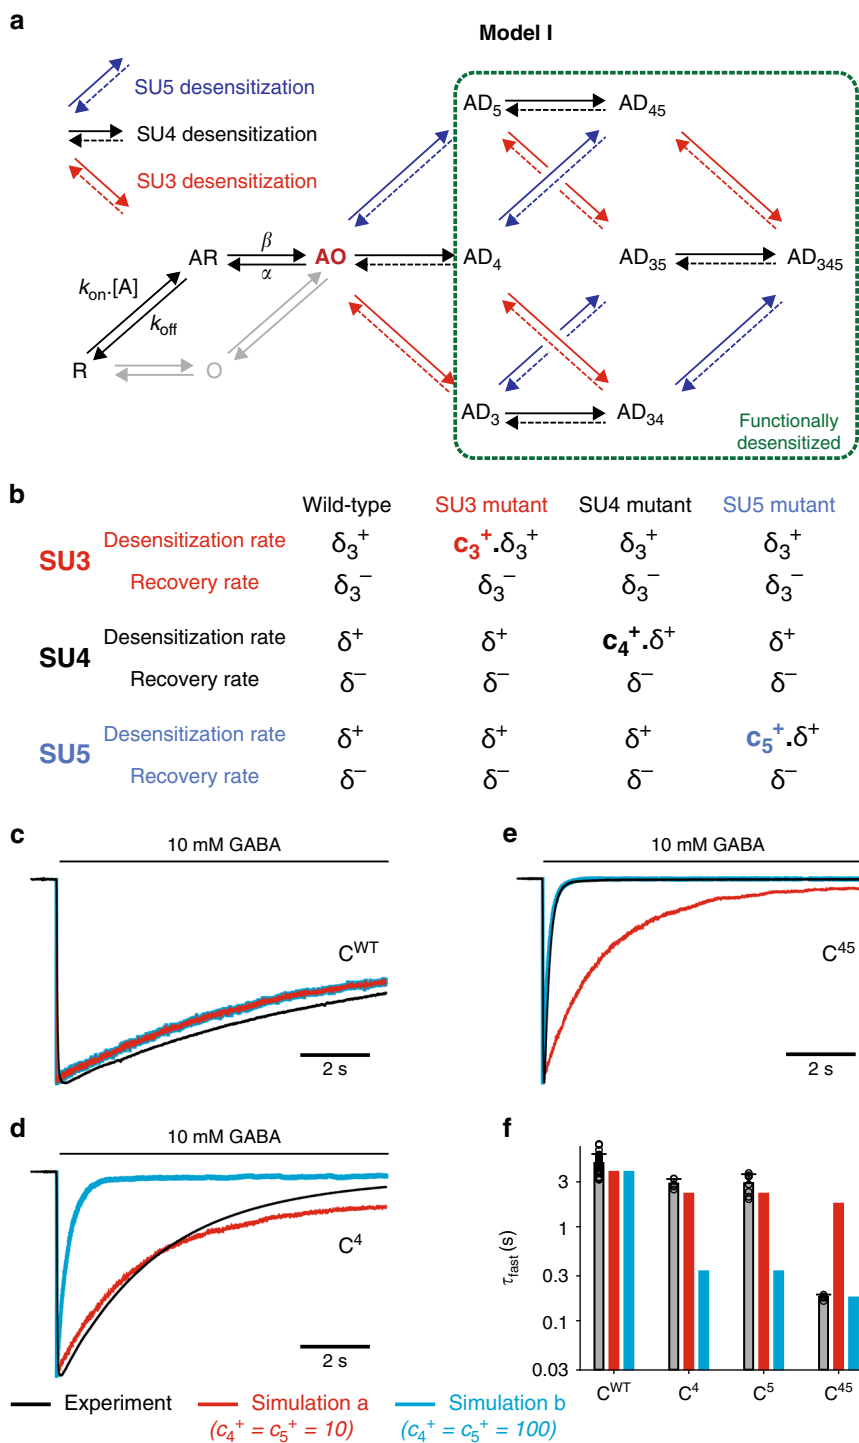 a
Model I
SU5 desensitization
SU4 desensitization
SU3 desensitization
AD5 AD45
AR β α AO AD4 AD35 AD345
kon.[A]
koff
R O
AD3 AD34
Functionally
desensitized
b
Wild-type SU3 mutant SU4 mutant SU5 mutant
SU3
Desensitization rate δ3+ c3+.δ3+ δ3+ δ3+
Recovery rate δ3− δ3− δ3− δ3−
SU4
Desensitization rate δ+ δ+ c4+.δ+ δ+
Recovery rate δ− δ− δ− δ−
SU5
Desensitization rate δ+ δ+ δ+ c5+.δ+
Recovery rate δ− δ− δ− δ−
c
10 mM GABA
CWT
2 s
e
10 mM GABA
C45
2 s
d
10 mM GABA
C4
2 s
f
τfast (s)
3
1
0.3
0.1
0.03
CWT C4 C5 C45
Experiment Simulation a Simulation b
(c4+ = c5+ = 10) (c4+ = c5+ = 100)